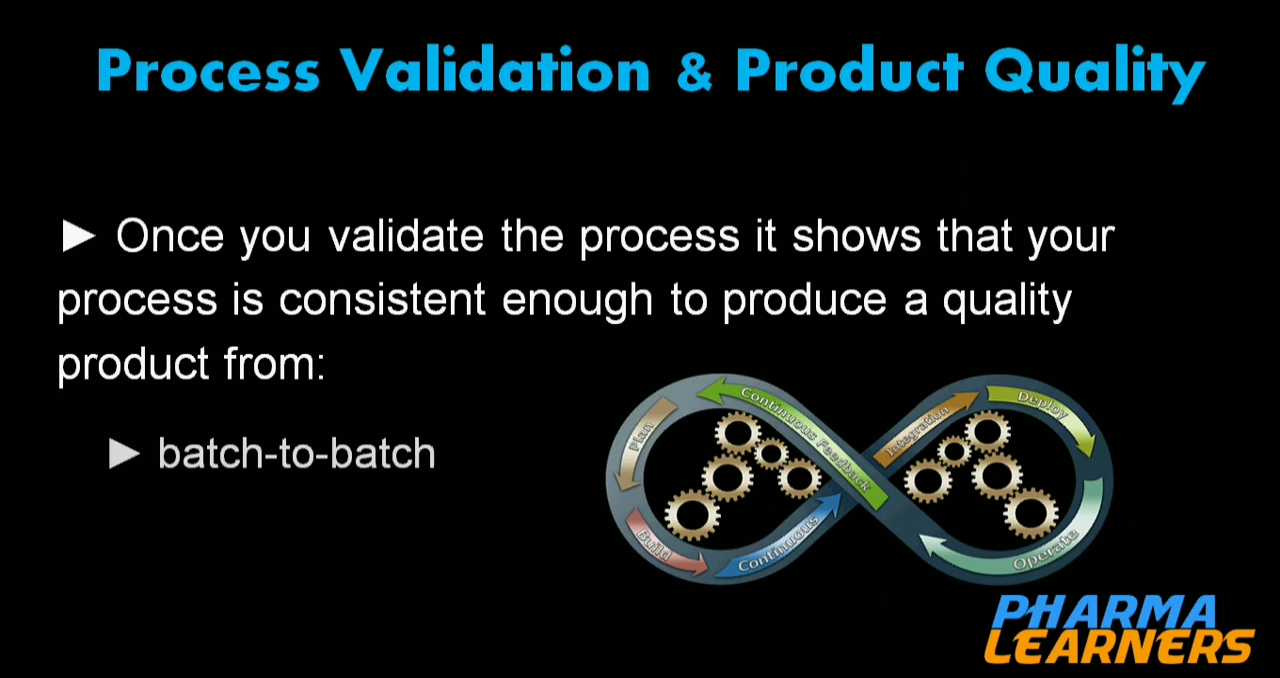 Process Validation & Product Quality
► Once you validate the process it shows that your
process is consistent enough to produce a quality
product from:
► batch-to-batch
Continuous Feedback
Plan
Build
Continuous
Integration
Deploy
Operate
PHARMA
LEARNERS